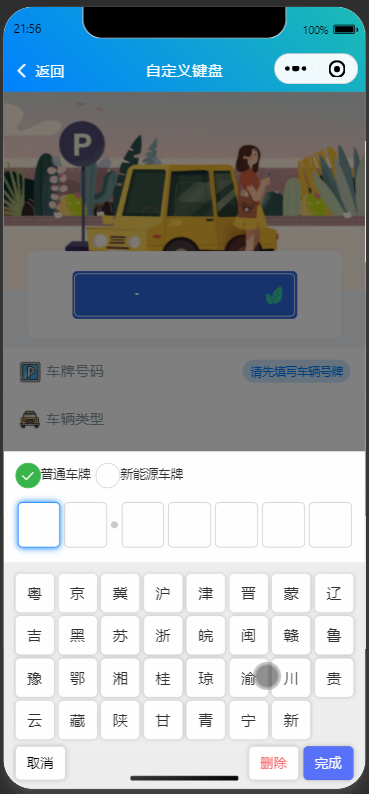 21:56 100%
返回 自定义键盘
P
-
P 车牌号码 请先填写车辆号牌
车辆类型
普通车牌 新能源车牌
粤 京 冀 沪 津 晋 蒙 辽
吉 黑 苏 浙 皖 闽 赣 鲁
豫 鄂 湘 桂 琼 渝 川 贵
云 藏 陕 甘 青 宁 新
取消 删除 完成